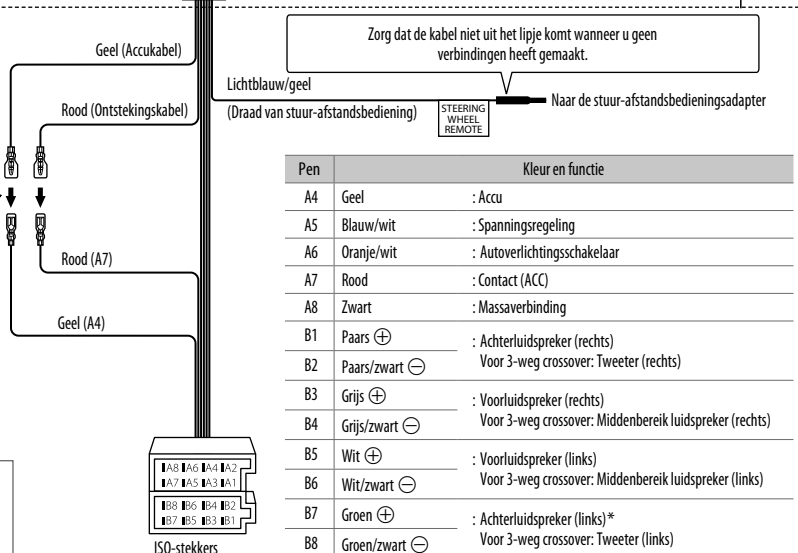 Zorg dat de kabel niet uit het lipje komt wanneer u geen
verbindingen heeft gemaakt.
Geel (Accukabel)
Lichtblauw/geel
(Draad van stuur-afstandsbediening)
STEERING
WHEEL
REMOTE
Naar de stuur-afstandsbedieningsadapter
Rood (Ontstekingskabel)
Rood (A7)
Geel (A4)
A8 A6 A4 A2
A7 A5 A3 A1
B8 B6 B4 B2
B7 B5 B3 B1
ISO-stekkers
Pen Kleur en functie
A4 Geel : Accu
A5 Blauw/wit : Spanningsregeling
A6 Oranje/wit : Autoverlichtingsschakelaar
A7 Rood : Contact (ACC)
A8 Zwart : Massaverbinding
B1 Paars ⊕ : Achterluidspreker (rechts)
B2 Paars/zwart ⊖ Voor 3-weg crossover: Tweeter (rechts)
B3 Grijs ⊕ : Voorluidspreker (rechts)
B4 Grijs/zwart ⊖ Voor 3-weg crossover: Middenbereik luidspreker (rechts)
B5 Wit ⊕ : Voorluidspreker (links)
B6 Wit/zwart ⊖ Voor 3-weg crossover: Middenbereik luidspreker (links)
B7 Groen ⊕ : Achterluidspreker (links)*
B8 Groen/zwart ⊖ Voor 3-weg crossover: Tweeter (links)